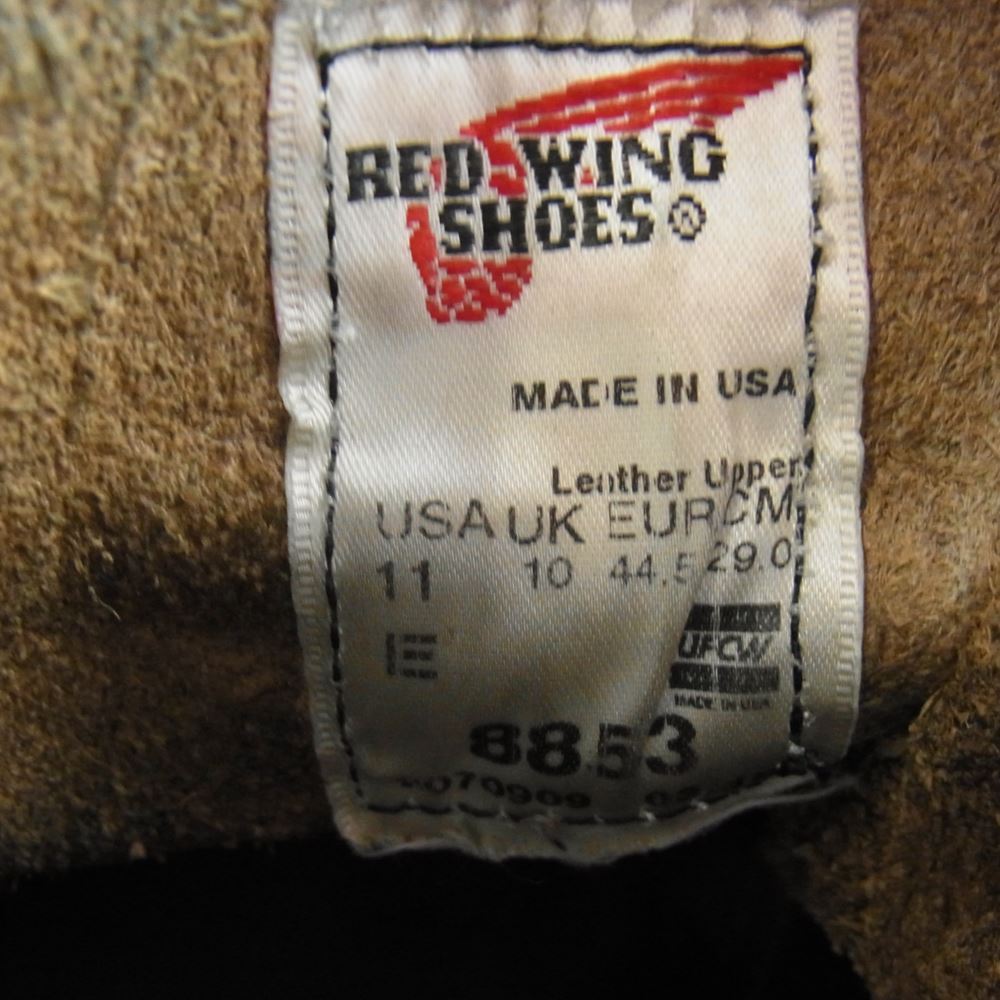 RED WING
SHOES ®
MADE IN USA
Leather Upper
USA UK EUR CM
11 10 44.5 29.0
E
UFCW
MADE IN USA
8853